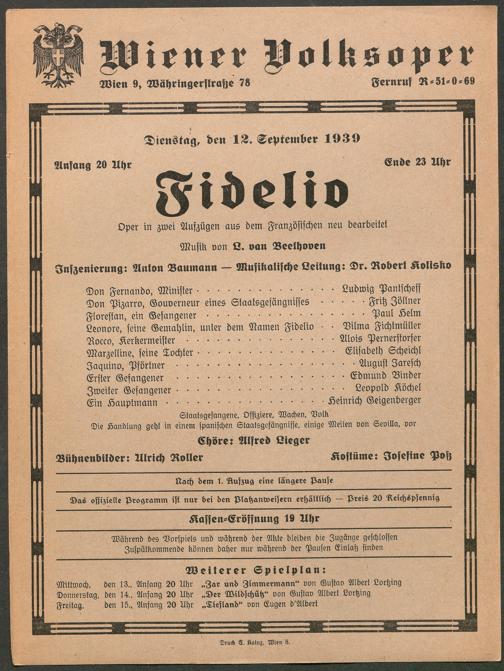 Wiener Volksoper
Wien 9, Währingerstraße 78 Fernruf R=51=0=69
Dienstag, den 12. September 1939
Anfang 20 Uhr Ende 23 Uhr
Fidelio
Oper in zwei Aufzügen aus dem Französischen neu bearbeitet
Musik von L. van Beethoven
Inszenierung: Anton Baumann — Musikalische Leitung: Dr. Robert Kolisko
Don Fernando, Minister Ludwig Pantscheff
Don Pizarro, Gouverneur eines Staatsgefängnisses Fritz Zöllner
Florestan, ein Gefangener Paul Helm
Leonore, seine Gemahlin, unter dem Namen Fidelio Vilma Fichtmüller
Rocco, Kerkermeister Alois Pernerstorfer
Marzelline, seine Tochter Elisabeth Scheichl
Jaquino, Pförtner August Jaresch
Erster Gefangener Edmund Binder
Zweiter Gefangener Leopold Köchel
Ein Hauptmann Heinrich Geigenberger
Staatsgefangene, Offiziere, Wachen, Volk
Die Handlung geht in einem spanischen Staatsgefängnisse, einige Meilen von Sevilla, vor
Chöre: Alfred Lieger
Bühnenbilder: Ulrich Roller Kostüme: Josefine Poß
Nach dem 1. Aufzug eine längere Pause
Das offizielle Programm ist nur bei den Platzanweisern erhältlich — Preis 20 Reichspfennig
Kassen=Eröffnung 19 Uhr
Während des Vorspiels und während der Akte bleiben die Zugänge geschlossen
Zuspätkommende können daher nur während der Pausen Einlaß finden
Weiterer Spielplan:
Mittwoch, den 13., Anfang 20 Uhr „Zar und Zimmermann“ von Gustav Albert Lortzing
Donnerstag, den 14., Anfang 20 Uhr „Der Wildschütz“ von Gustav Albert Lortzing
Freitag, den 15., Anfang 20 Uhr „Tiefland“ von Eugen d'Albert
Druck E. Kainz, Wien 8.